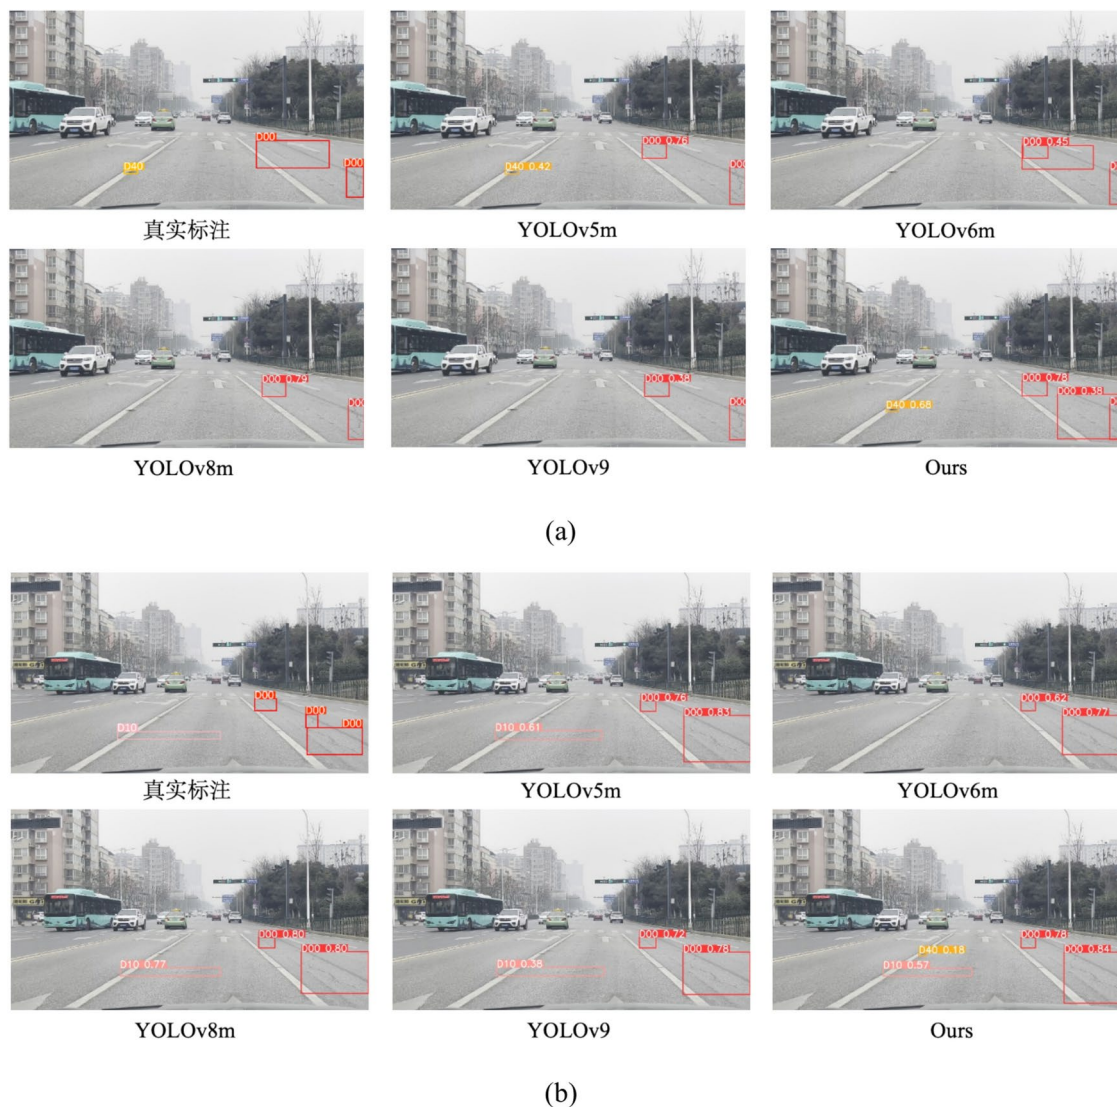 D00
D40
D00
D00 0.76
D40 0.42
D00 0.45
真实标注
YOLOv5m
YOLOv6m
D00 0.79
D00 0.38
D00 0.78
D00 0.38
D40 0.68
YOLOv8m
YOLOv9
Ours
(a)
D00
D00
D00
D10
D00 0.76
D00 0.83
D10 0.61
D00 0.62
D00 0.77
真实标注
YOLOv5m
YOLOv6m
D00 0.80
D00 0.80
D10 0.77
D00 0.72
D00 0.78
D10 0.38
D00 0.78
D40 0.18
D00 0.84
D10 0.57
YOLOv8m
YOLOv9
Ours
(b)